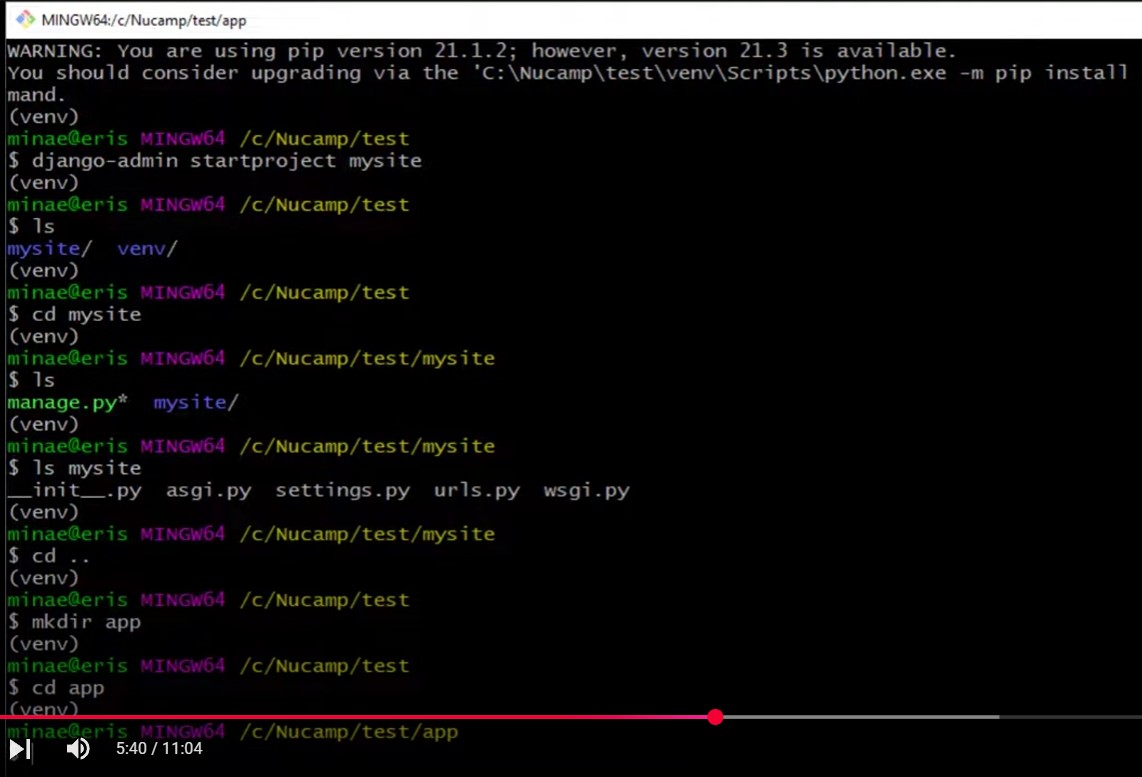 MINGW64:/c/Nucamp/test/app
WARNING: You are using pip version 21.1.2; however, version 21.3 is available.
You should consider upgrading via the 'C:\Nucamp\test\venv\Scripts\python.exe -m pip install
mand.
(venv)
minae@eris MINGW64 /c/Nucamp/test
$ django-admin startproject mysite
(venv)
minae@eris MINGW64 /c/Nucamp/test
$ ls
mysite/  venv/
(venv)
minae@eris MINGW64 /c/Nucamp/test
$ cd mysite
(venv)
minae@eris MINGW64 /c/Nucamp/test/mysite
$ ls
manage.py*  mysite/
(venv)
minae@eris MINGW64 /c/Nucamp/test/mysite
$ ls mysite
__init__.py  asgi.py  settings.py  urls.py  wsgi.py
(venv)
minae@eris MINGW64 /c/Nucamp/test/mysite
$ cd ..
(venv)
minae@eris MINGW64 /c/Nucamp/test
$ mkdir app
(venv)
minae@eris MINGW64 /c/Nucamp/test
$ cd app
(venv)
minae@eris MINGW64 /c/Nucamp/test/app
5:40 / 11:04